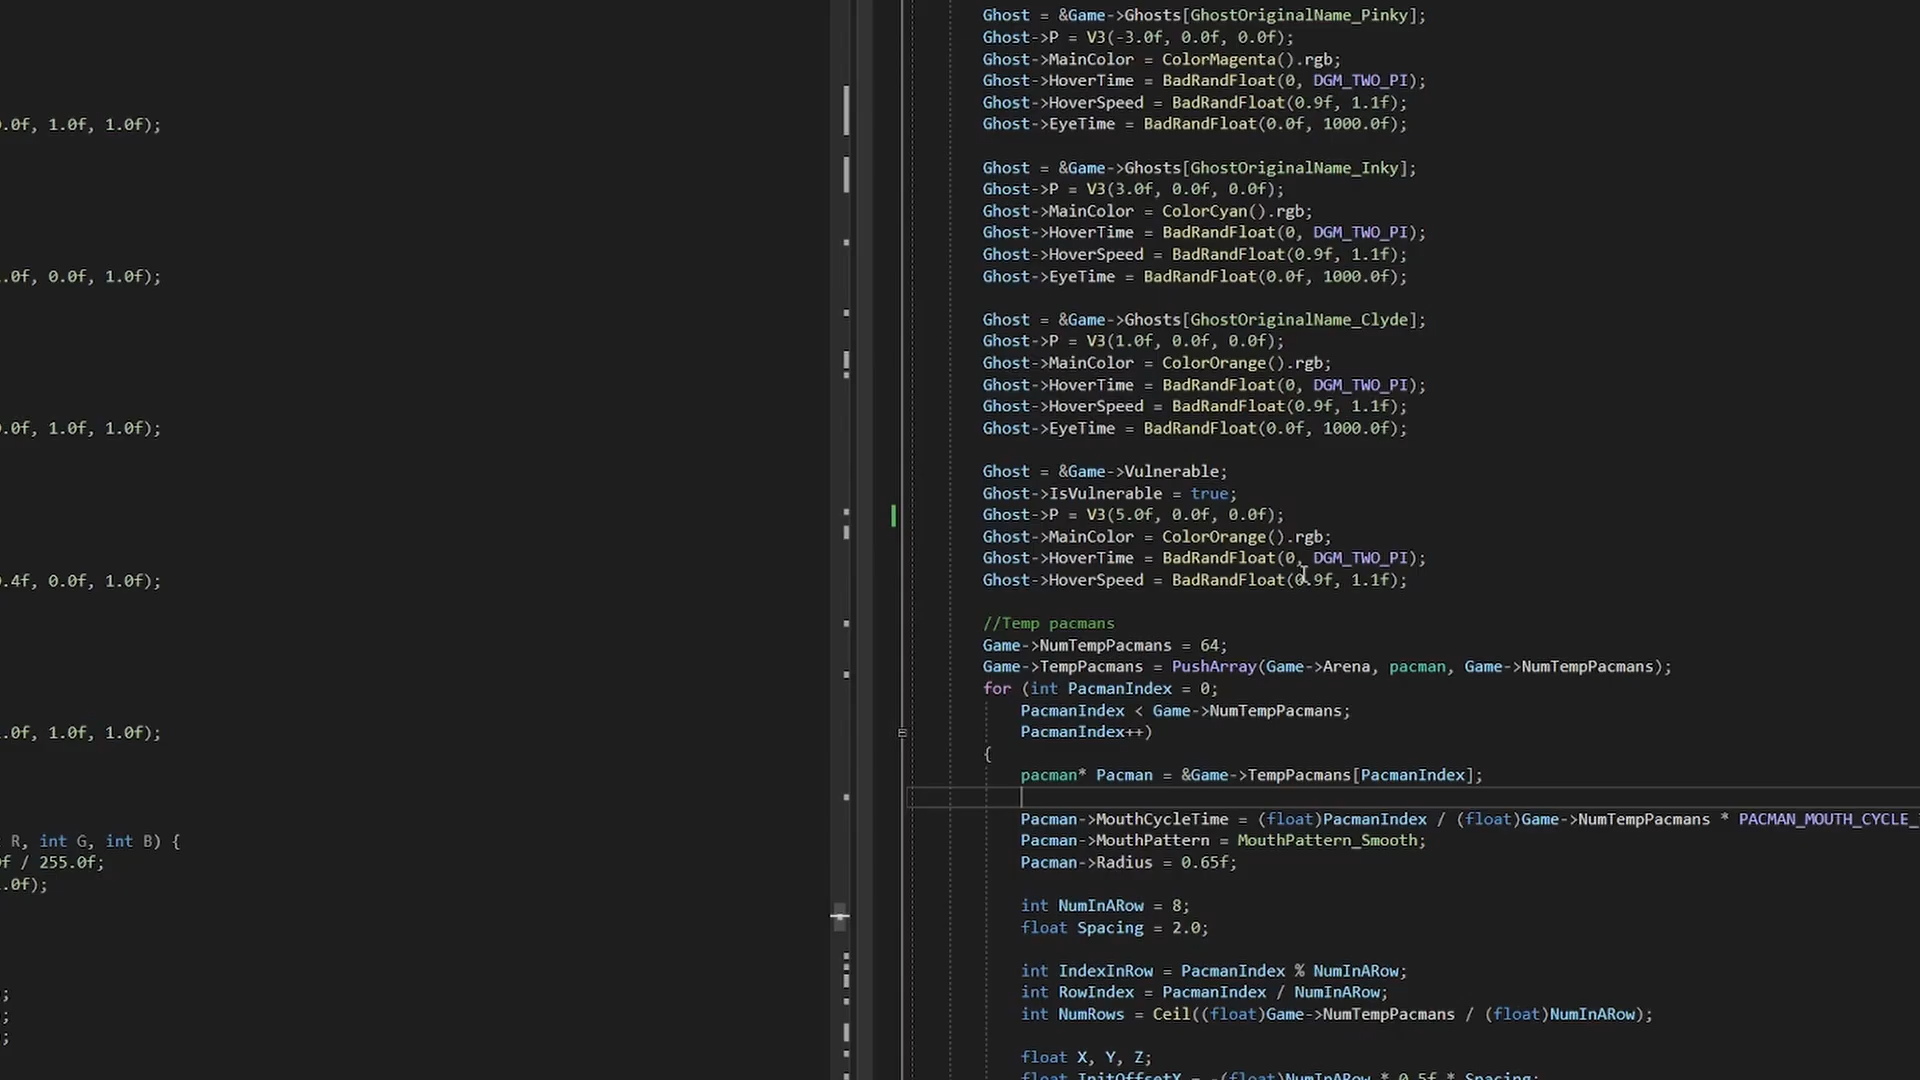 .0f, 1.0f, 1.0f);
.0f, 0.0f, 1.0f);
.0f, 1.0f, 1.0f);
.4f, 0.0f, 1.0f);
.0f, 1.0f, 1.0f);
R, int G, int B) {
f / 255.0f;
.0f);
;
;
;
Ghost = &Game->Ghosts[GhostOriginalName_Pinky];
Ghost->P = V3(-3.0f, 0.0f, 0.0f);
Ghost->MainColor = ColorMagenta().rgb;
Ghost->HoverTime = BadRandFloat(0, DGM_TWO_PI);
Ghost->HoverSpeed = BadRandFloat(0.9f, 1.1f);
Ghost->EyeTime = BadRandFloat(0.0f, 1000.0f);
Ghost = &Game->Ghosts[GhostOriginalName_Inky];
Ghost->P = V3(3.0f, 0.0f, 0.0f);
Ghost->MainColor = ColorCyan().rgb;
Ghost->HoverTime = BadRandFloat(0, DGM_TWO_PI);
Ghost->HoverSpeed = BadRandFloat(0.9f, 1.1f);
Ghost->EyeTime = BadRandFloat(0.0f, 1000.0f);
Ghost = &Game->Ghosts[GhostOriginalName_Clyde];
Ghost->P = V3(1.0f, 0.0f, 0.0f);
Ghost->MainColor = ColorOrange().rgb;
Ghost->HoverTime = BadRandFloat(0, DGM_TWO_PI);
Ghost->HoverSpeed = BadRandFloat(0.9f, 1.1f);
Ghost->EyeTime = BadRandFloat(0.0f, 1000.0f);
Ghost = &Game->Vulnerable;
Ghost->IsVulnerable = true;
Ghost->P = V3(5.0f, 0.0f, 0.0f);
Ghost->MainColor = ColorOrange().rgb;
Ghost->HoverTime = BadRandFloat(0, DGM_TWO_PI);
Ghost->HoverSpeed = BadRandFloat(0.9f, 1.1f);
//Temp pacmans
Game->NumTempPacmans = 64;
Game->TempPacmans = PushArray(Game->Arena, pacman, Game->NumTempPacmans);
for (int PacmanIndex = 0;
PacmanIndex < Game->NumTempPacmans;
PacmanIndex++)
{
pacman* Pacman = &Game->TempPacmans[PacmanIndex];
Pacman->MouthCycleTime = (float)PacmanIndex / (float)Game->NumTempPacmans * PACMAN_MOUTH_CYCLE_
Pacman->MouthPattern = MouthPattern_Smooth;
Pacman->Radius = 0.65f;
int NumInARow = 8;
float Spacing = 2.0;
int IndexInRow = PacmanIndex % NumInARow;
int RowIndex = PacmanIndex / NumInARow;
int NumRows = Ceil((float)Game->NumTempPacmans / (float)NumInARow);
float X, Y, Z;
float InitOffsetX = -(float)NumInARow * 0.5f * Spacing;